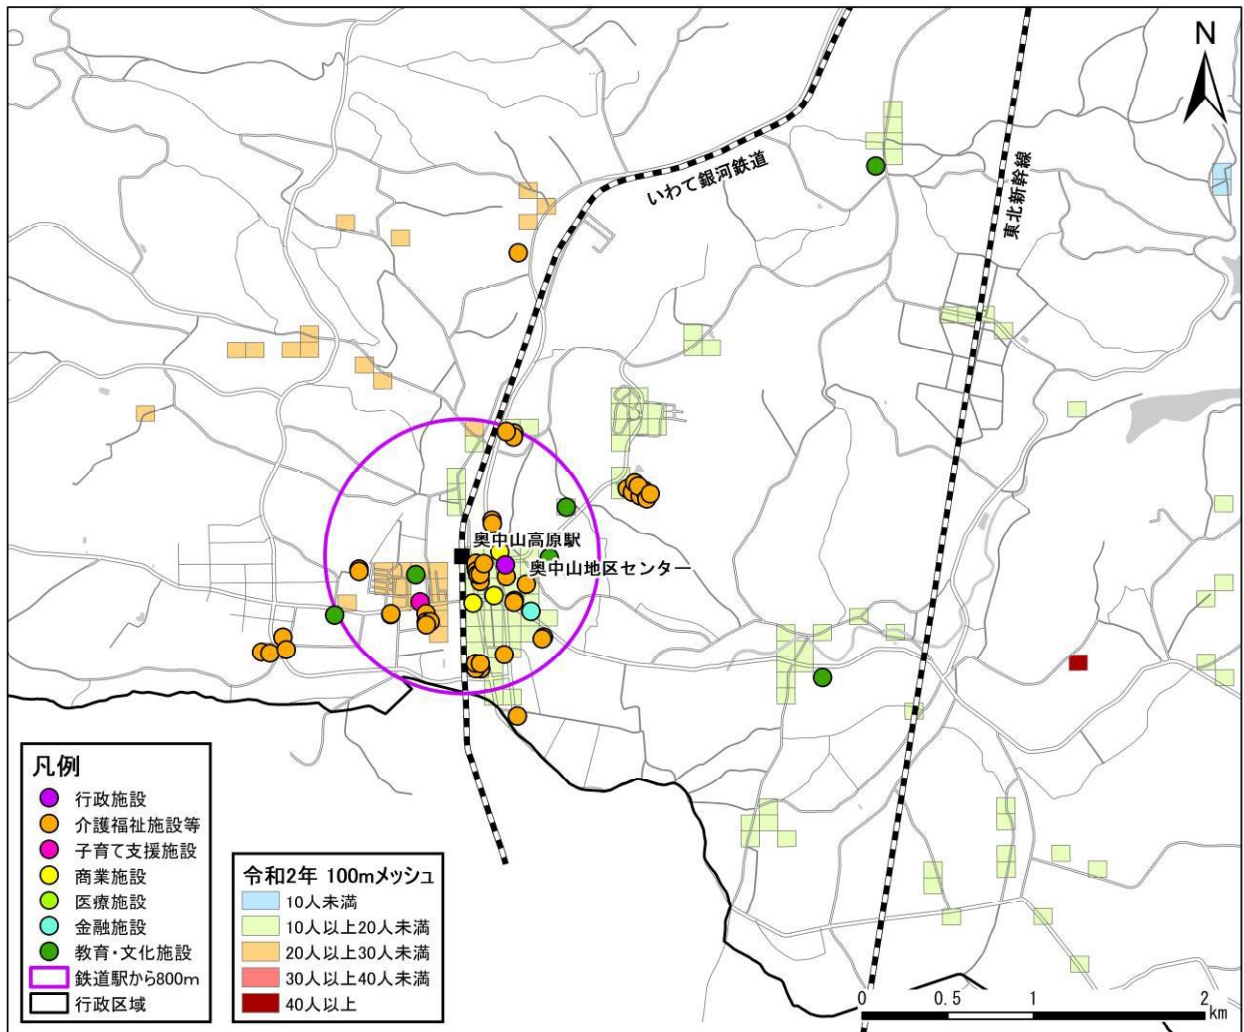 N
いわて銀河鉄道
東北新幹線
奥中山高原駅
奥中山地区センター
凡例
行政施設
介護福祉施設等
子育て支援施設
商業施設
医療施設
金融施設
教育・文化施設
鉄道駅から800m
行政区域
令和2年 100mメッシュ
10人未満
10人以上20人未満
20人以上30人未満
30人以上40人未満
40人以上
0 0.5 1 2
km